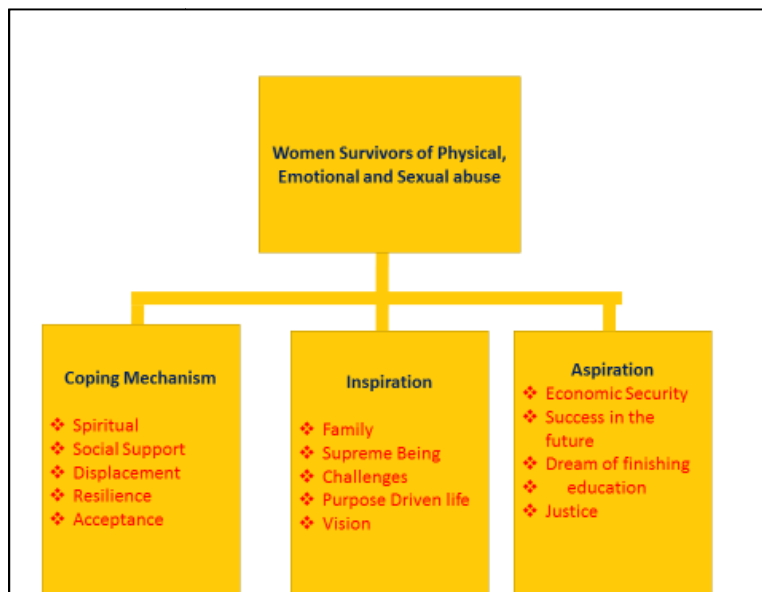 Women Survivors of Physical,
Emotional and Sexual abuse
Coping Mechanism
❖ Spiritual
❖ Social Support
❖ Displacement
❖ Resilience
❖ Acceptance
Inspiration
❖ Family
❖ Supreme Being
❖ Challenges
❖ Purpose Driven life
❖ Vision
Aspiration
❖ Economic Security
❖ Success in the
future
❖ Dream of finishing
❖ education
❖ Justice